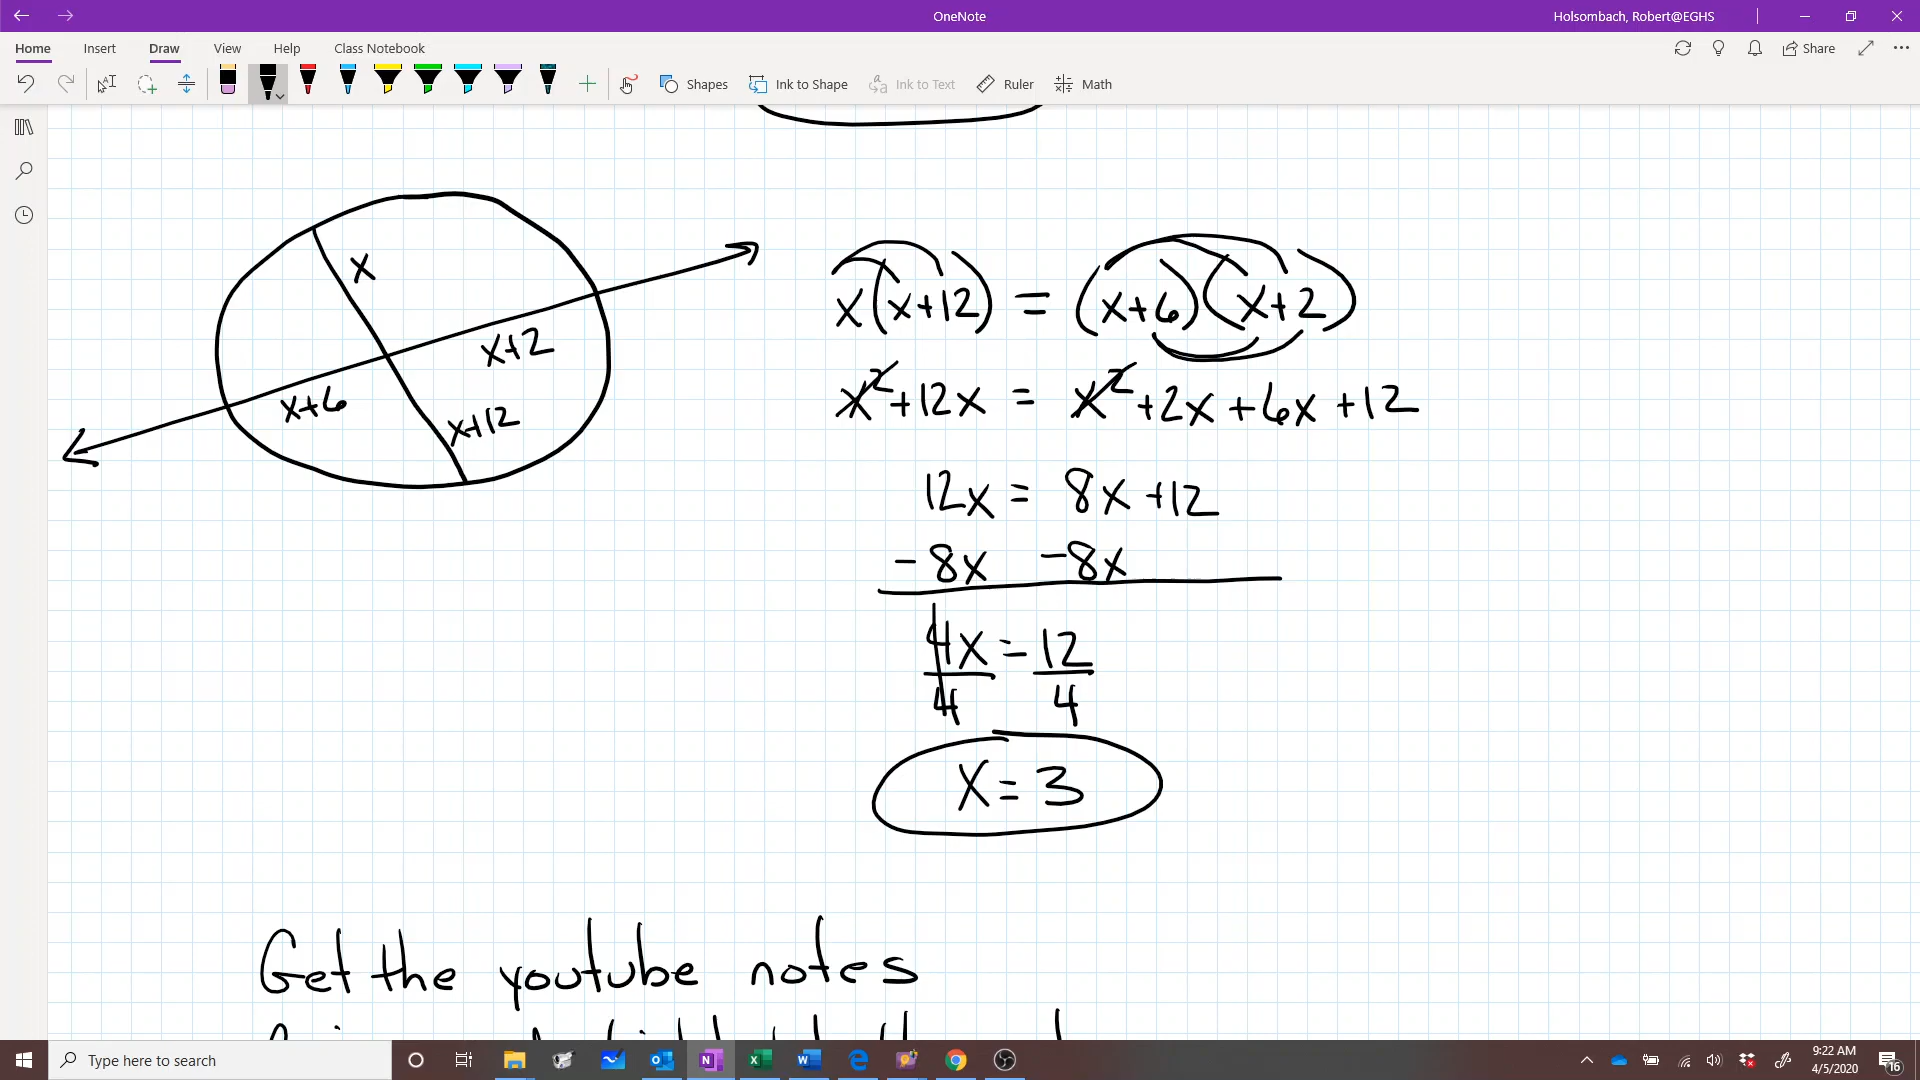 OneNote
Holsombach, Robert@EGHS
Home Insert Draw View Help Class Notebook
Share
Shapes Ink to Shape Ink to Text Ruler Math
x
x+2
x+6
x+12
x(x+12) = (x+6)(x+2)
x²+12x = x²+2x+6x+12
12x = 8x+12
-8x -8x
4x = 12
4 4
x = 3
Get the youtube notes
Type here to search
9:22 AM
4/5/2020
16